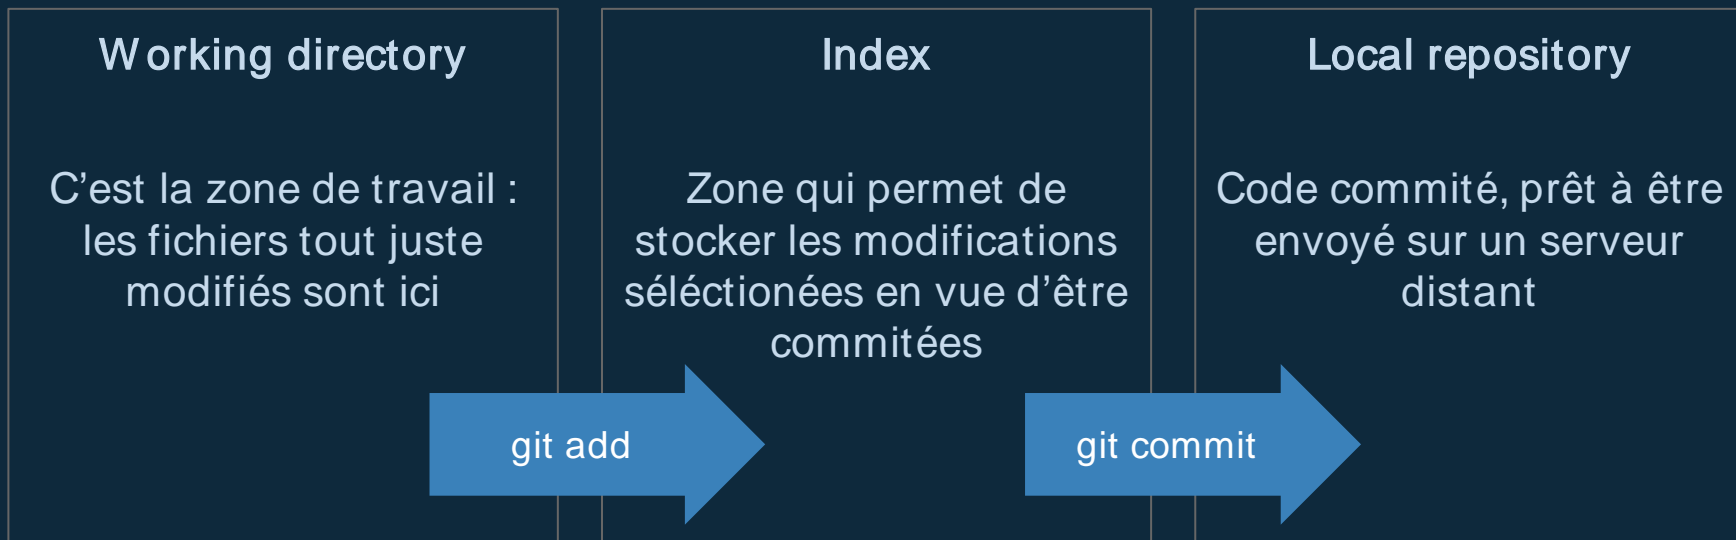 Working directory
C’est la zone de travail :
les fichiers tout juste
modifiés sont ici
Index
Zone qui permet de
stocker les modifications
séléctionées en vue d’être
commitées
Local repository
Code commité, prêt à être
envoyé sur un serveur
distant
git add
git commit